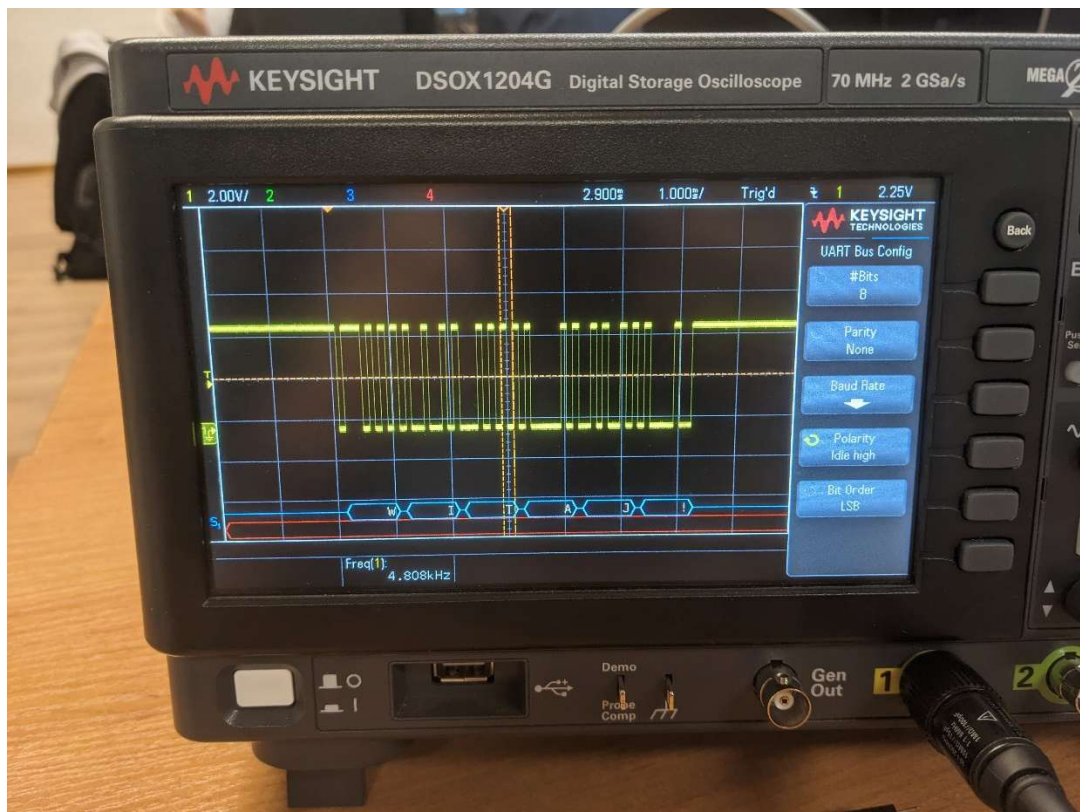 KEYSIGHT DSOX1204G Digital Storage Oscilloscope 70 MHz 2 GSa/s MEGA
1 2.00V/ 2 3 4 2.900ms 1.000ms/ Trig'd 1 2.25V
KEYSIGHT
TECHNOLOGIES
UART Bus Config
#Bits
8
Parity
None
Baud Rate
Polarity
Idle high
Bit Order
LSB
Back
T
S1 W I T A J !
Freq(1):
4.808kHz
Demo
Probe
Comp
Gen
Out
1
2